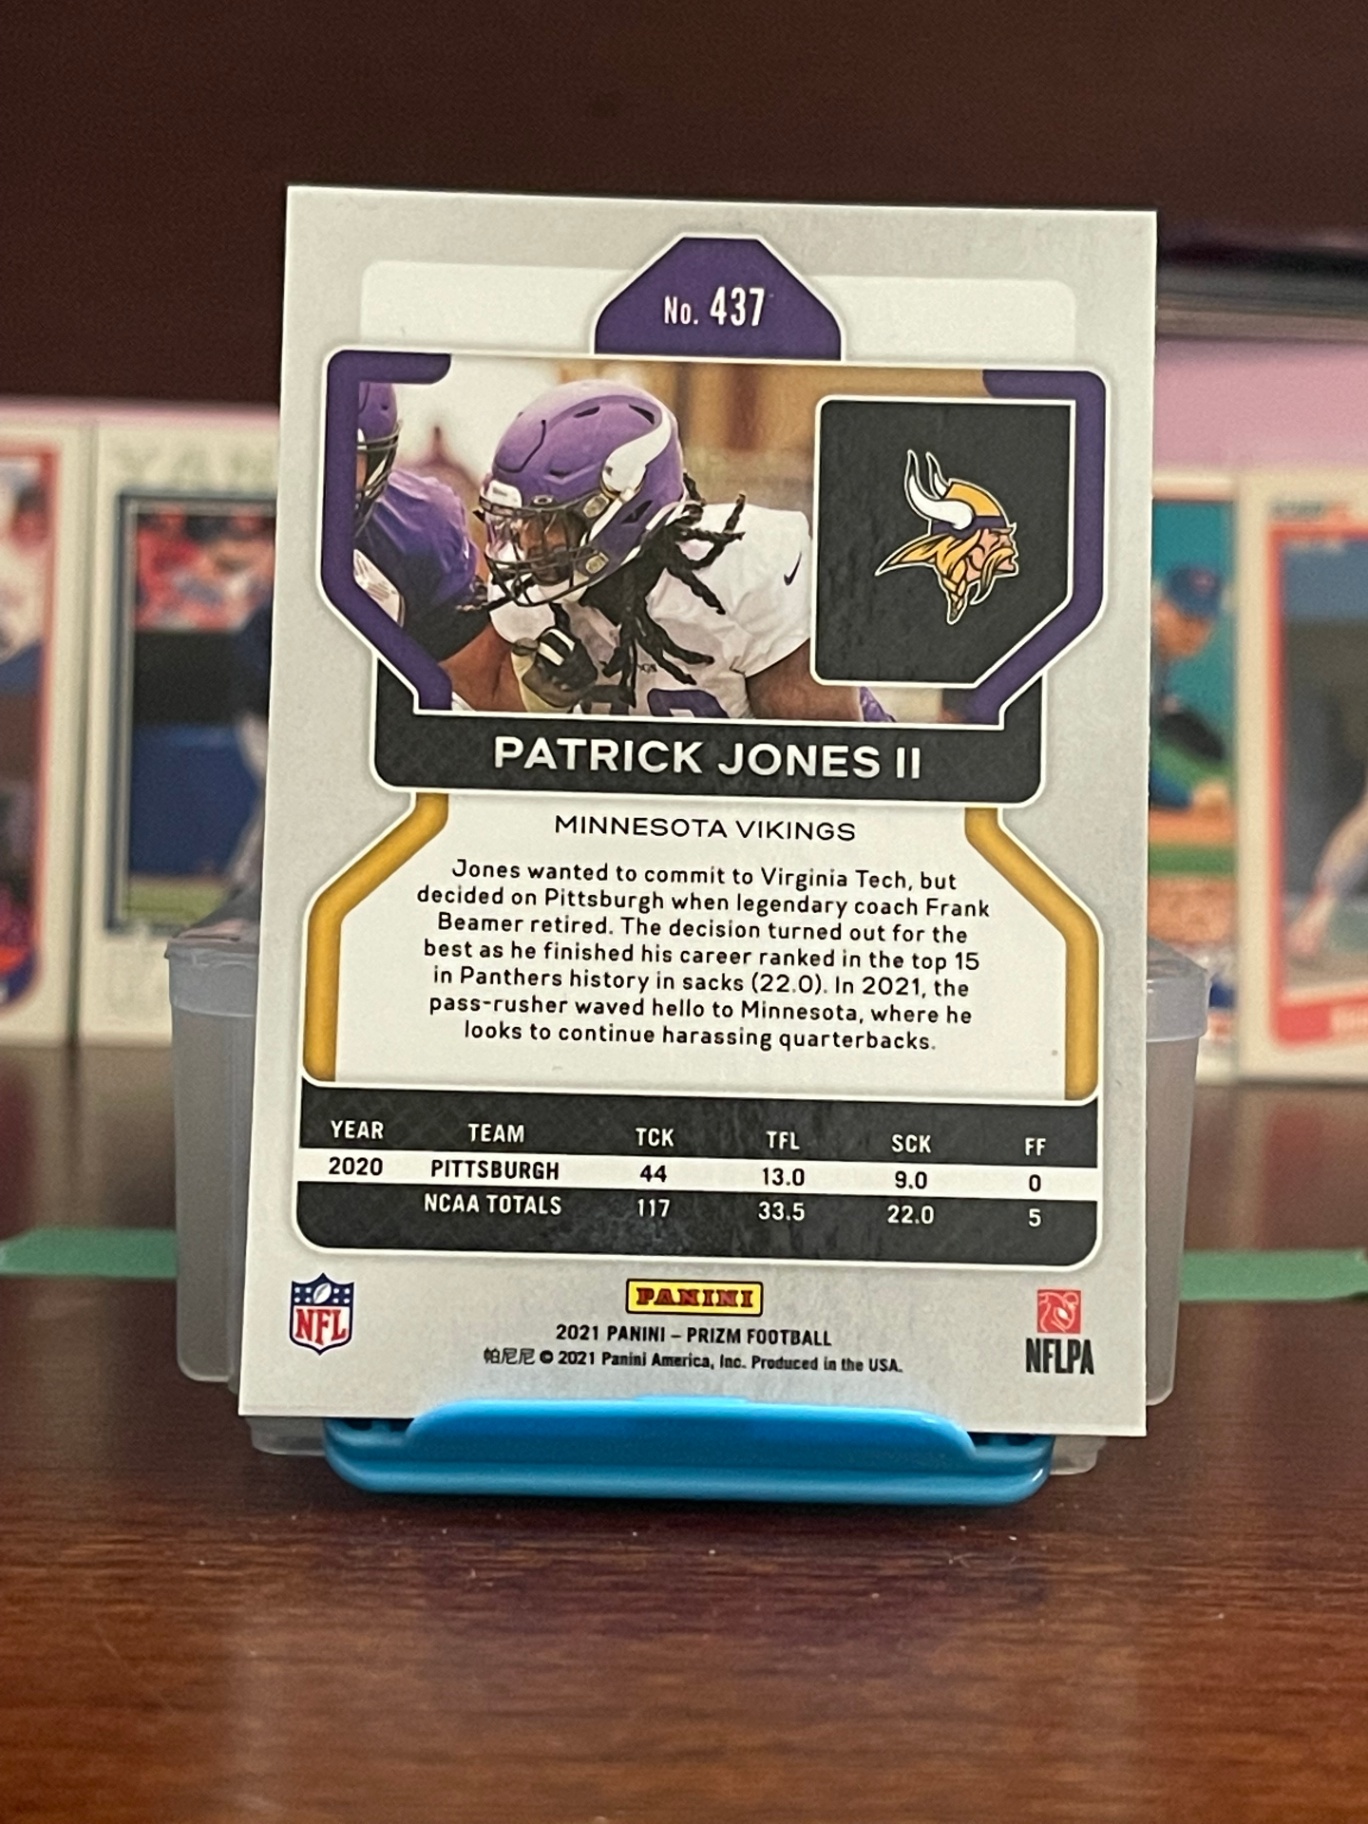 No. 437
PATRICK JONES II
MINNESOTA VIKINGS
Jones wanted to commit to Virginia Tech, but
decided on Pittsburgh when legendary coach Frank
Beamer retired. The decision turned out for the
best as he finished his career ranked in the top 15
in Panthers history in sacks (22.0). In 2021, the
pass-rusher waved hello to Minnesota, where he
looks to continue harassing quarterbacks.
YEAR TEAM TCK TFL SCK FF
2020 PITTSBURGH 44 13.0 9.0 0
NCAA TOTALS 117 33.5 22.0 5
NFL
PANINI
2021 PANINI – PRIZM FOOTBALL
帕尼尼 © 2021 Panini America, Inc. Produced in the USA.
NFLPA